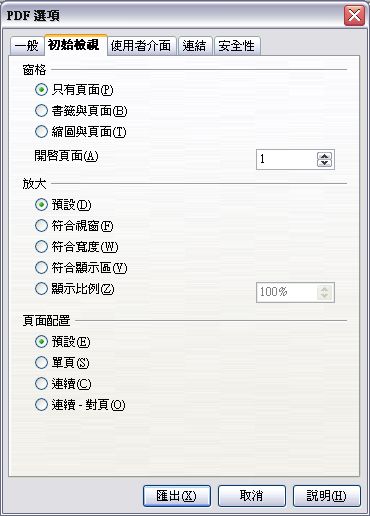 PDF 選項
一般 初始檢視 使用者介面 連結 安全性
窗格
只有頁面(P)
書籤與頁面(B)
縮圖與頁面(T)
開啓頁面(A) 1
放大
預設(D)
符合視窗(F)
符合寬度(W)
符合顯示區(V)
顯示比例(Z) 100%
頁面配置
預設(E)
單頁(S)
連續(C)
連續 - 對頁(O)
匯出(X) 取消 說明(H)